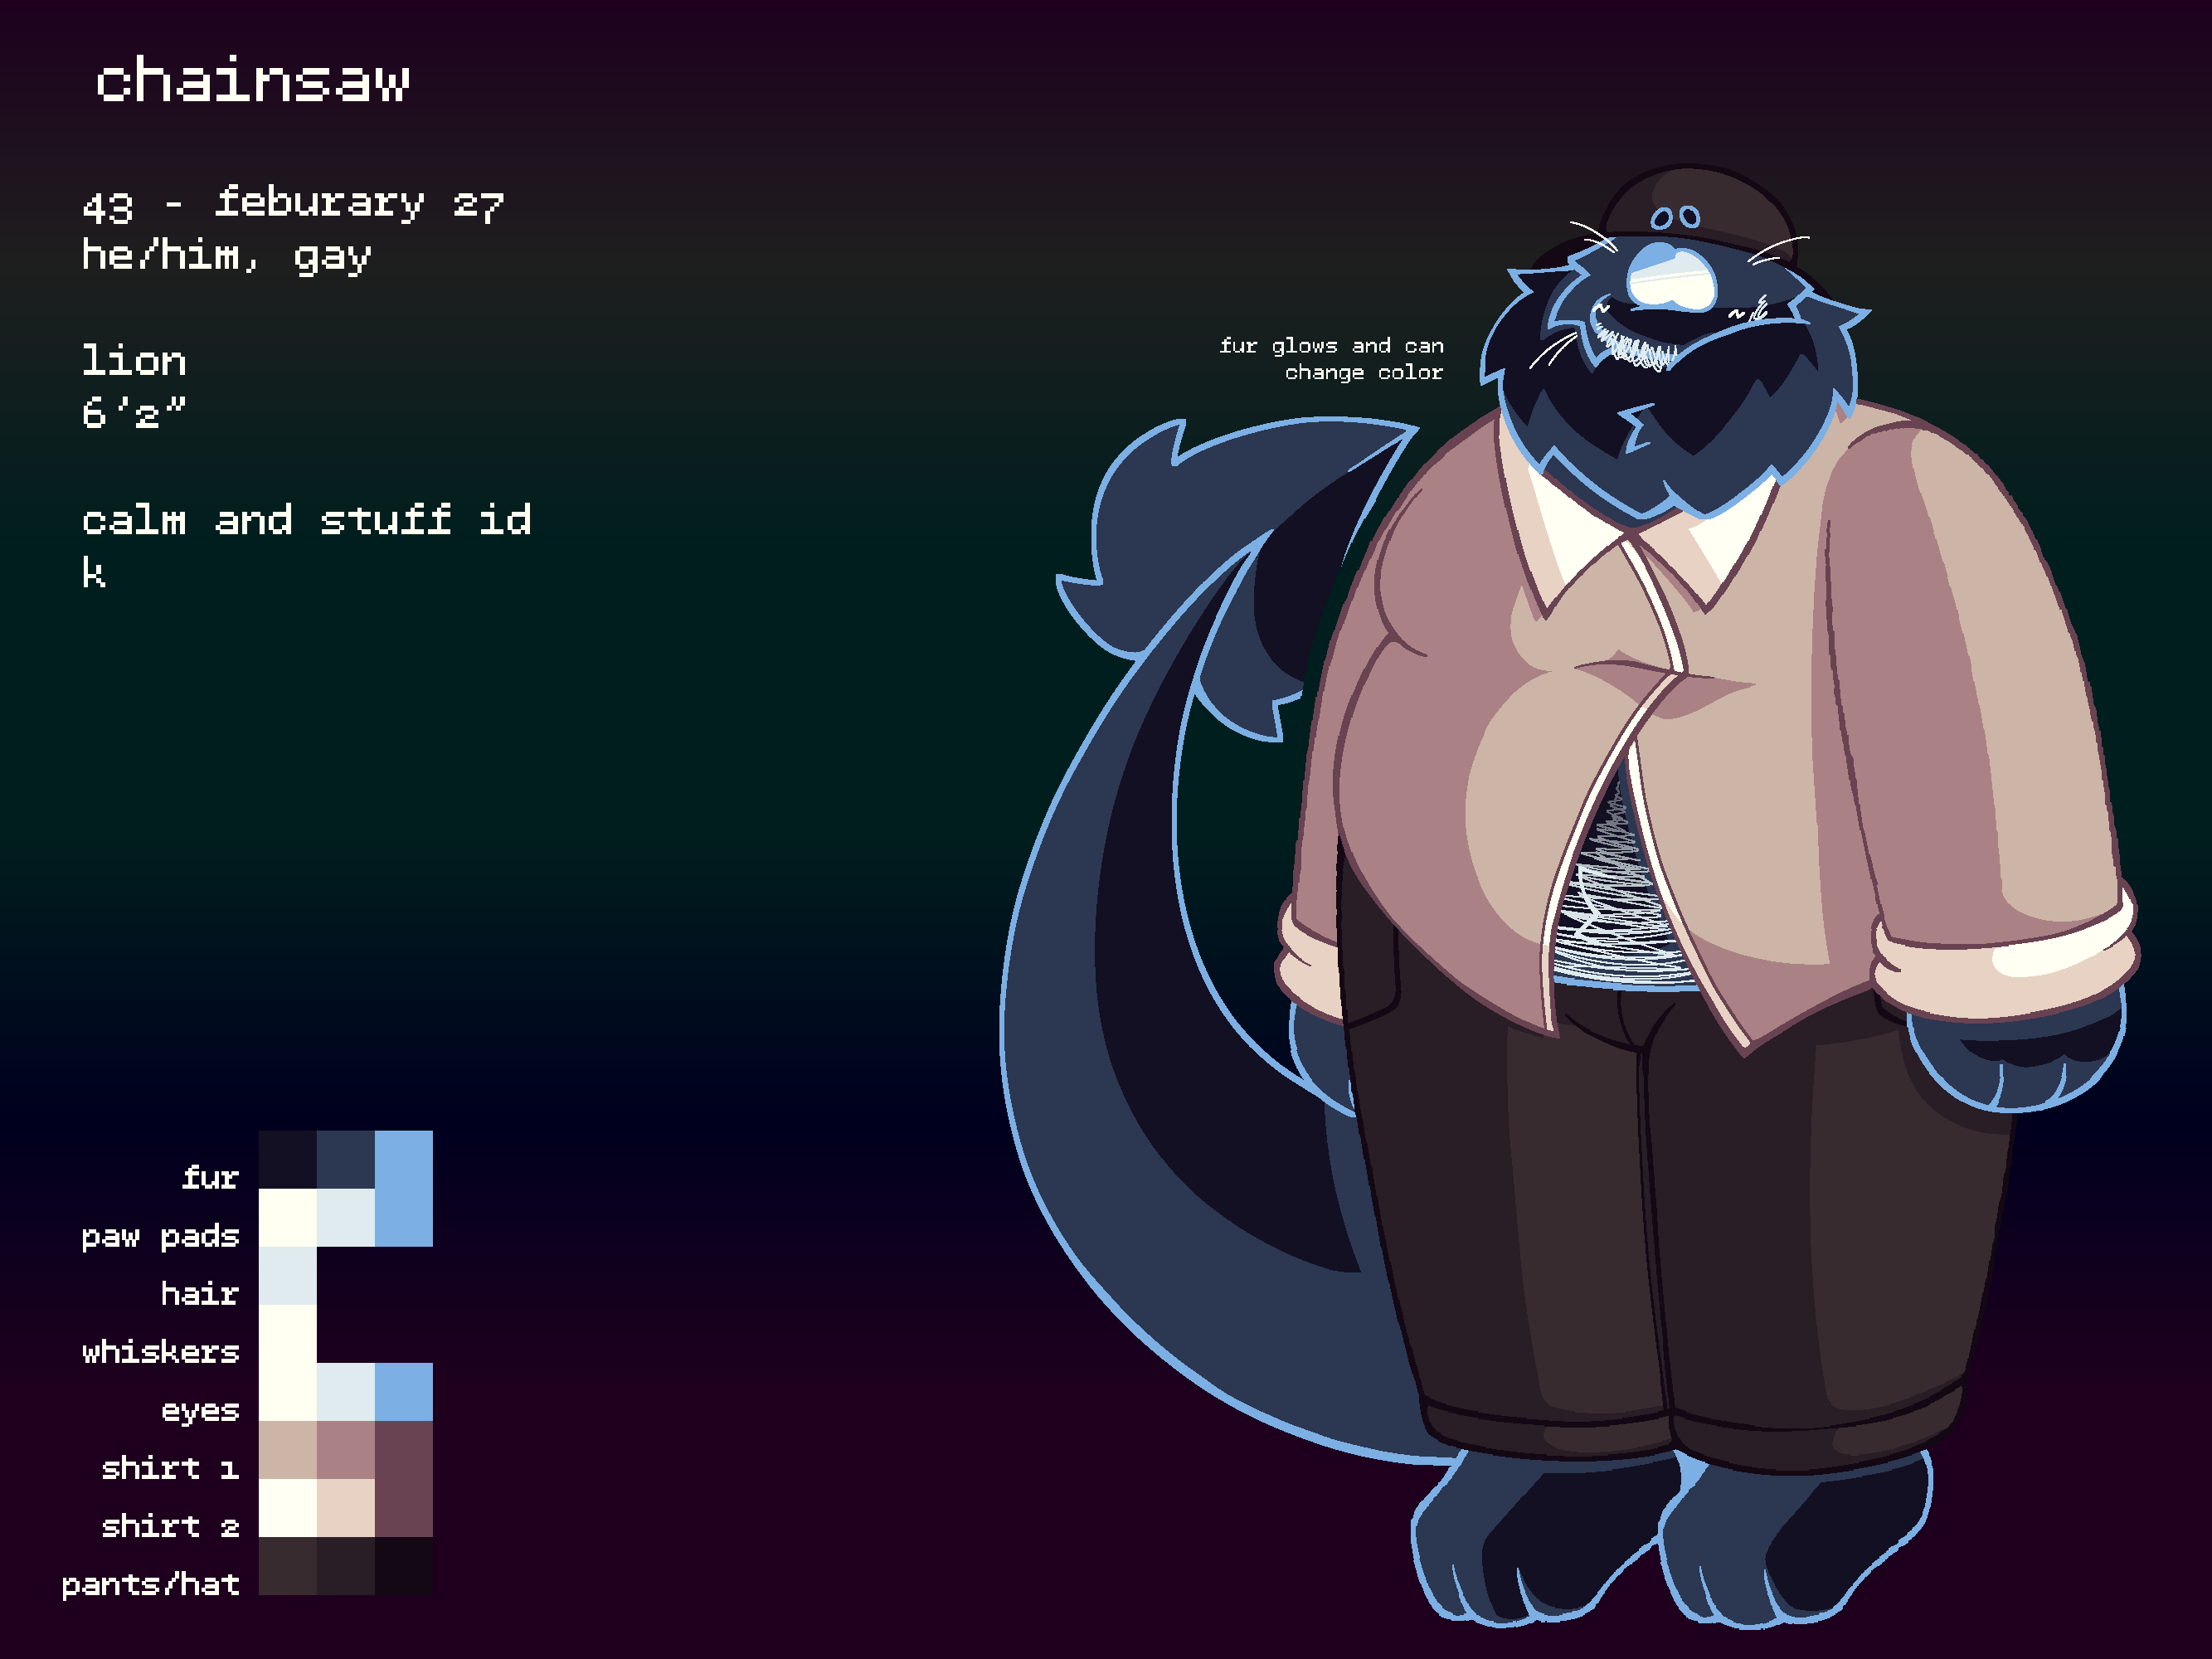 chainsaw
43 - feburary 27
he/him, gay
lion
6'2"
calm and stuff id
k
fur glows and can
change color
fur
paw pads
hair
whiskers
eyes
shirt 1
shirt 2
pants/hat